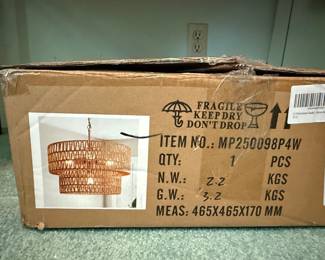 FRAGILE
KEEP DRY
DON'T DROP
ITEM NO.: MP250098P4W
QTY: 1 PCS
N.W.: 2.2 KGS
G.W.: 3.2 KGS
MEAS: 465X465X170 MM